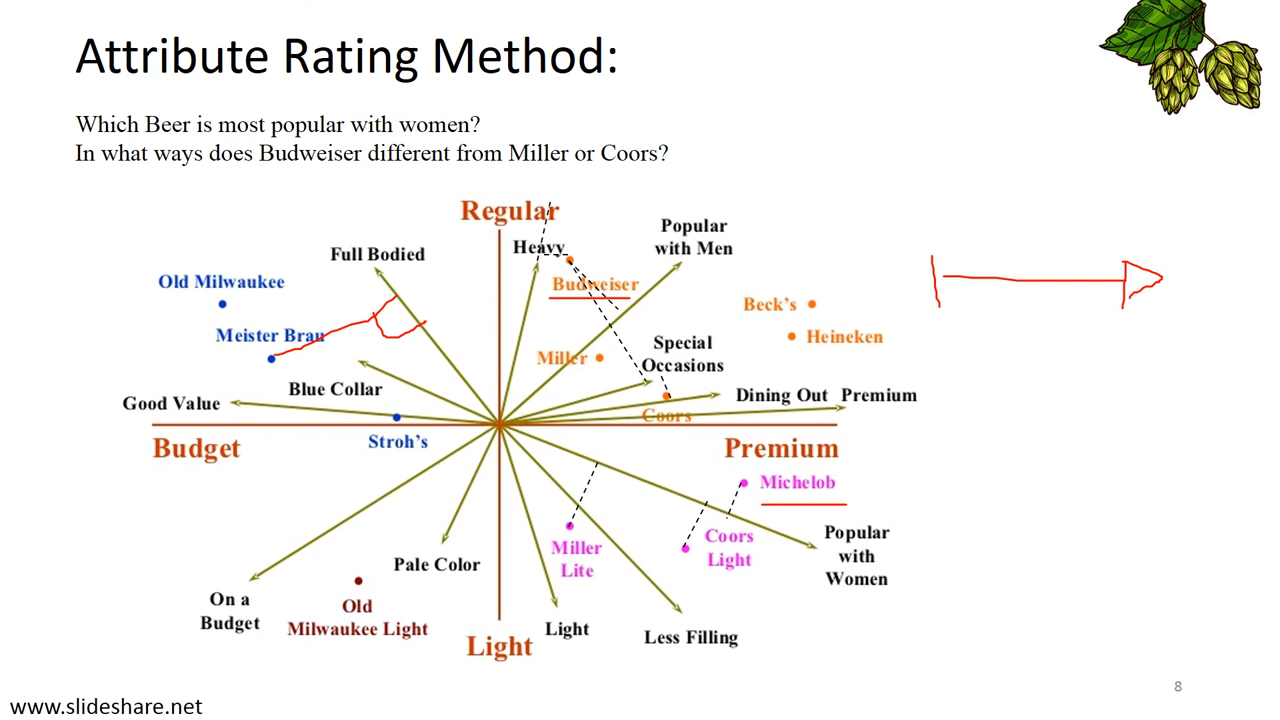 Attribute Rating Method:
Which Beer is most popular with women?
In what ways does Budweiser different from Miller or Coors?
Regular
Popular
with Men
Heavy
Full Bodied
Old Milwaukee
Budweiser
Beck's
Meister Brau
Heineken
Special
Occasions
Miller
Blue Collar
Dining Out Premium
Good Value
Coors
Stroh's
Budget
Premium
Michelob
Popular
with
Women
Coors
Light
Miller
Lite
Pale Color
On a
Budget
Old
Milwaukee Light
Light
Less Filling
Light
8
www.slideshare.net